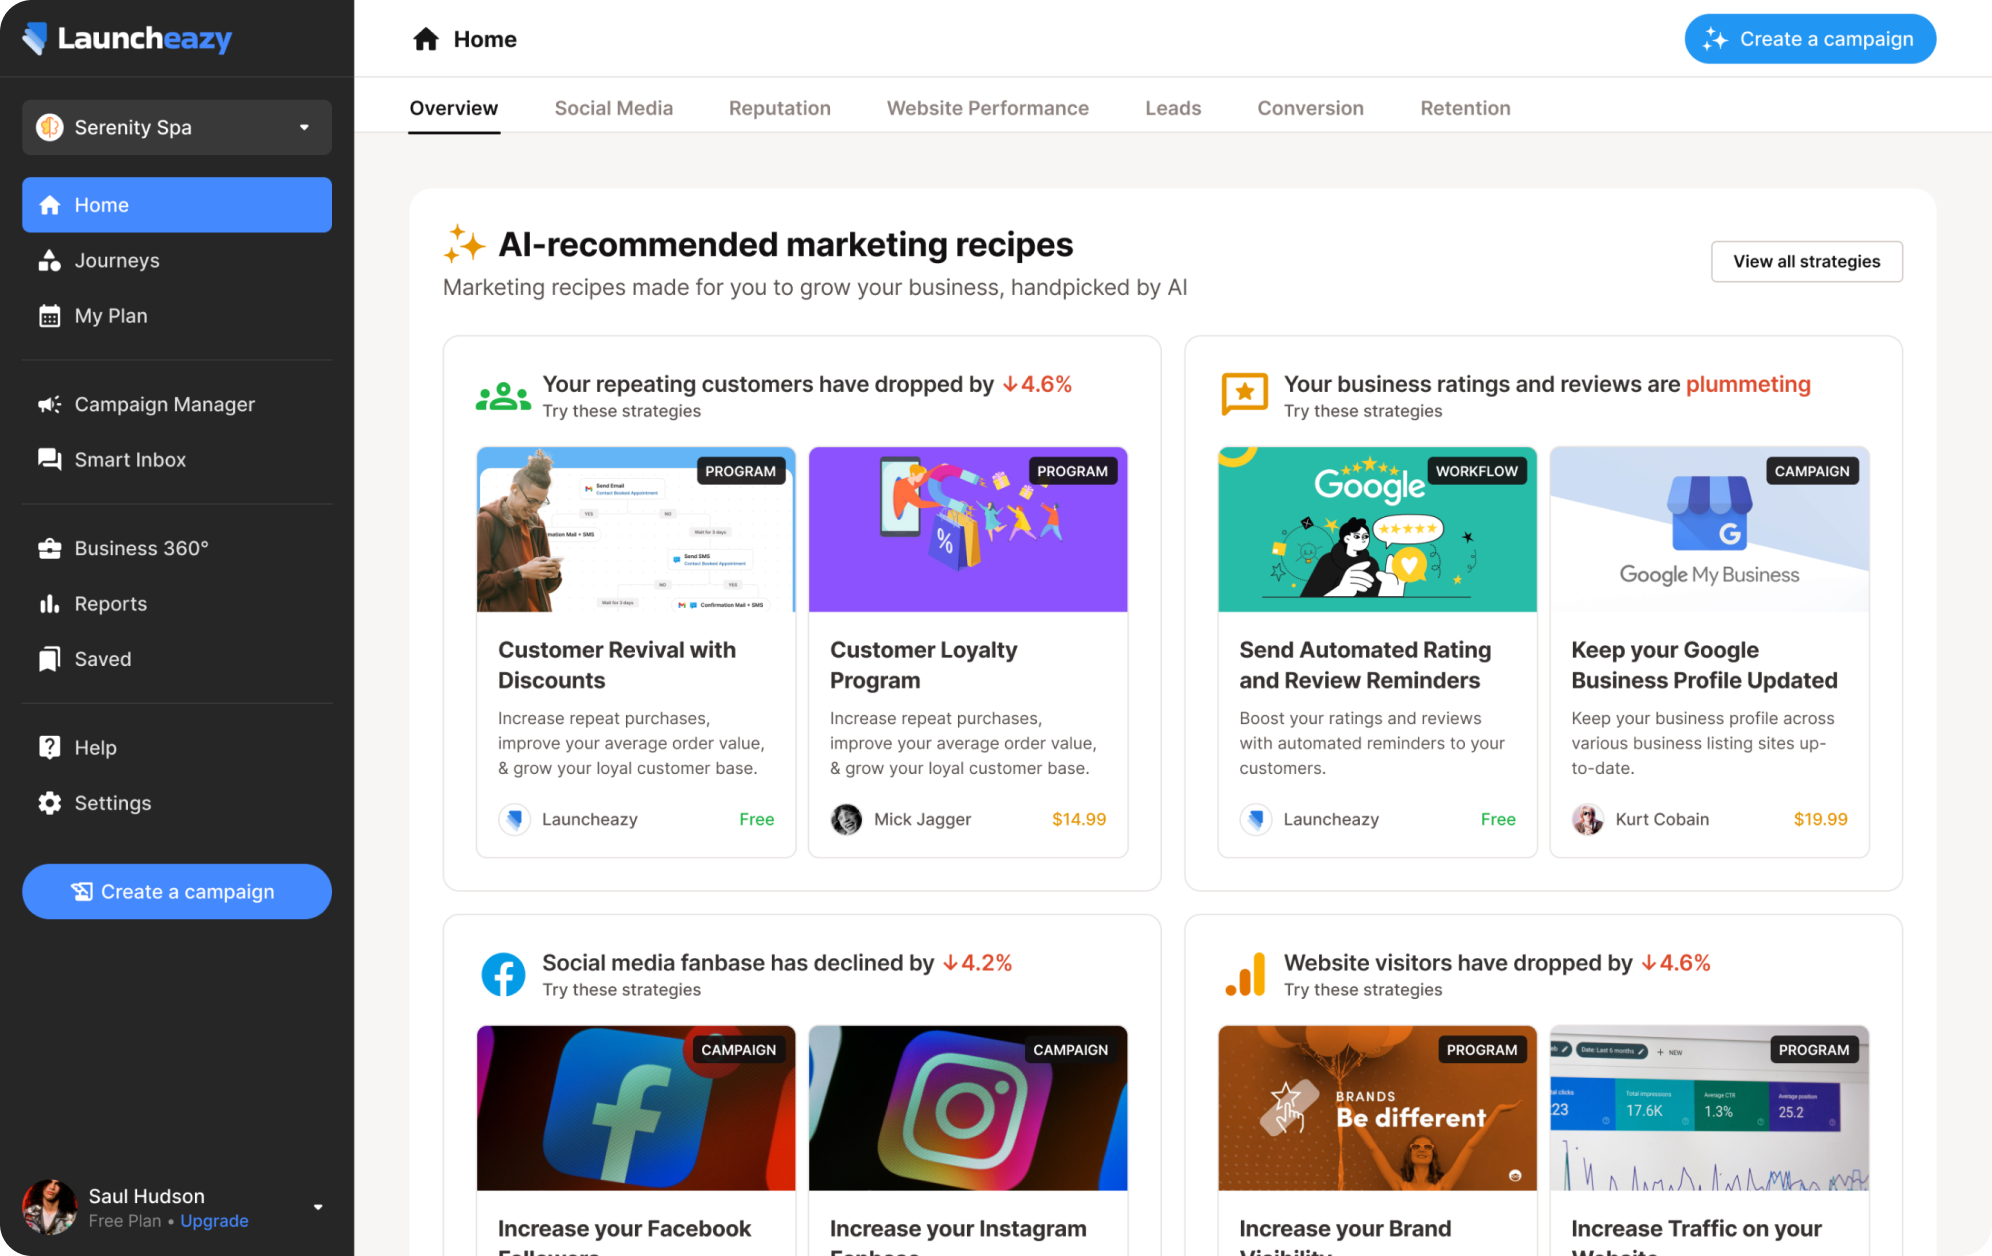 Launcheazy
Serenity Spa
Home
Journeys
My Plan
Campaign Manager
Smart Inbox
Business 360°
Reports
Saved
Help
Settings
Create a campaign
Saul Hudson
Free Plan • Upgrade
Home
Create a campaign
Overview
Social Media
Reputation
Website Performance
Leads
Conversion
Retention
AI-recommended marketing recipes
Marketing recipes made for you to grow your business, handpicked by AI
View all strategies
Your repeating customers have dropped by ↓4.6%
Try these strategies
PROGRAM
Send Email
Contact Booked Appointment
YES
NO
Wait for 3 days
mation Mail + SMS
Send SMS
Contact Booked Appointment
NO
YES
Wait for 3 days
Confirmation Mail + SMS
Customer Revival with
Discounts
Increase repeat purchases,
improve your average order value,
& grow your loyal customer base.
Launcheazy
Free
PROGRAM
%
Customer Loyalty
Program
Increase repeat purchases,
improve your average order value,
& grow your loyal customer base.
Mick Jagger
$14.99
Your business ratings and reviews are plummeting
Try these strategies
WORKFLOW
Google
Send Automated Rating
and Review Reminders
Boost your ratings and reviews
with automated reminders to your
customers.
Launcheazy
Free
CAMPAIGN
G
Google My Business
Keep your Google
Business Profile Updated
Keep your business profile across
various business listing sites up-
to-date.
Kurt Cobain
$19.99
Social media fanbase has declined by ↓4.2%
Try these strategies
CAMPAIGN
Increase your Facebook
Followers
CAMPAIGN
Increase your Instagram
Fanbase
Website visitors have dropped by ↓4.6%
Try these strategies
PROGRAM
BRANDS
Be different
Increase your Brand
Visibility
PROGRAM
Date: Last 6 months
+ NEW
al clicks
23
Total impressions
17.6K
Average CTR
1.3%
Average position
25.2
Increase Traffic on your
Website